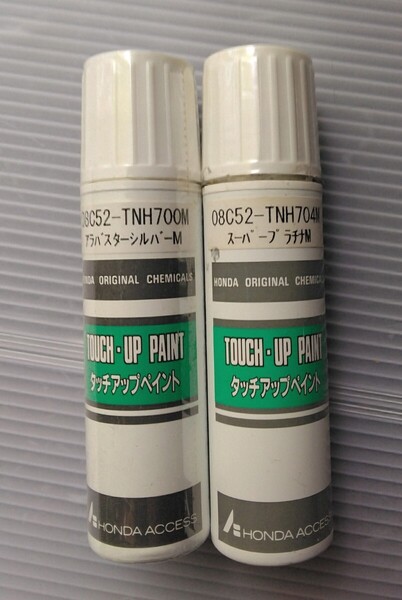 08C52-TNH700M
アラバスターシルバーM
HONDA ORIGINAL CHEMICALS
TOUCH・UP PAINT
タッチアップペイント
HONDA ACCESS
08C52-TNH704M
スーパープラチナM
HONDA ORIGINAL CHEMICALS
TOUCH・UP PAINT
タッチアップペイント
HONDA ACCESS